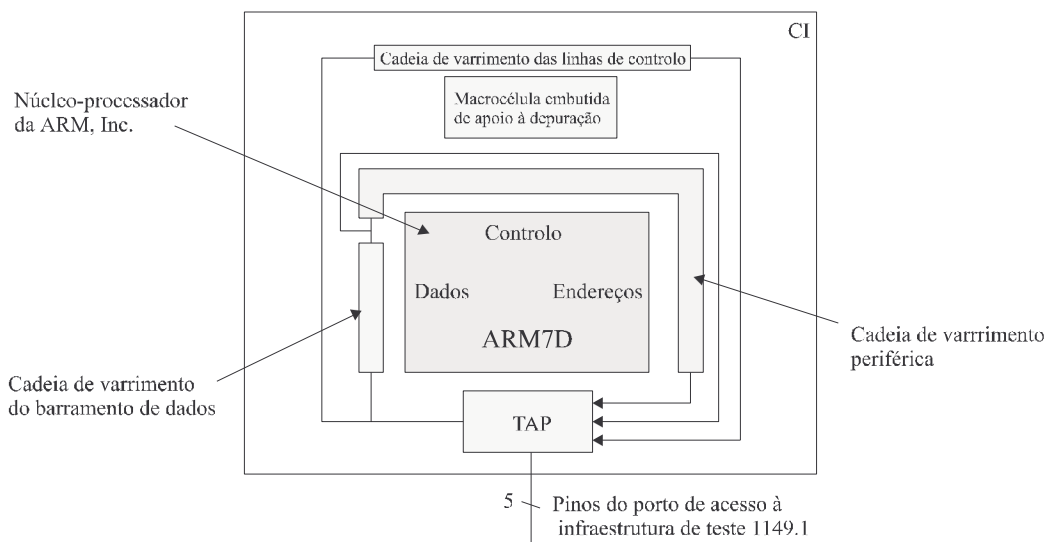 CI
Cadeia de varrimento das linhas de controlo
Macrocélula embutida
de apoio à depuração
Núcleo-processador
da ARM, Inc.
Controlo
Dados
Endereços
ARM7D
Cadeia de varrrimento
periférica
Cadeia de varrimento
do barramento de dados
TAP
5
Pinos do porto de acesso à
infraestrutura de teste 1149.1